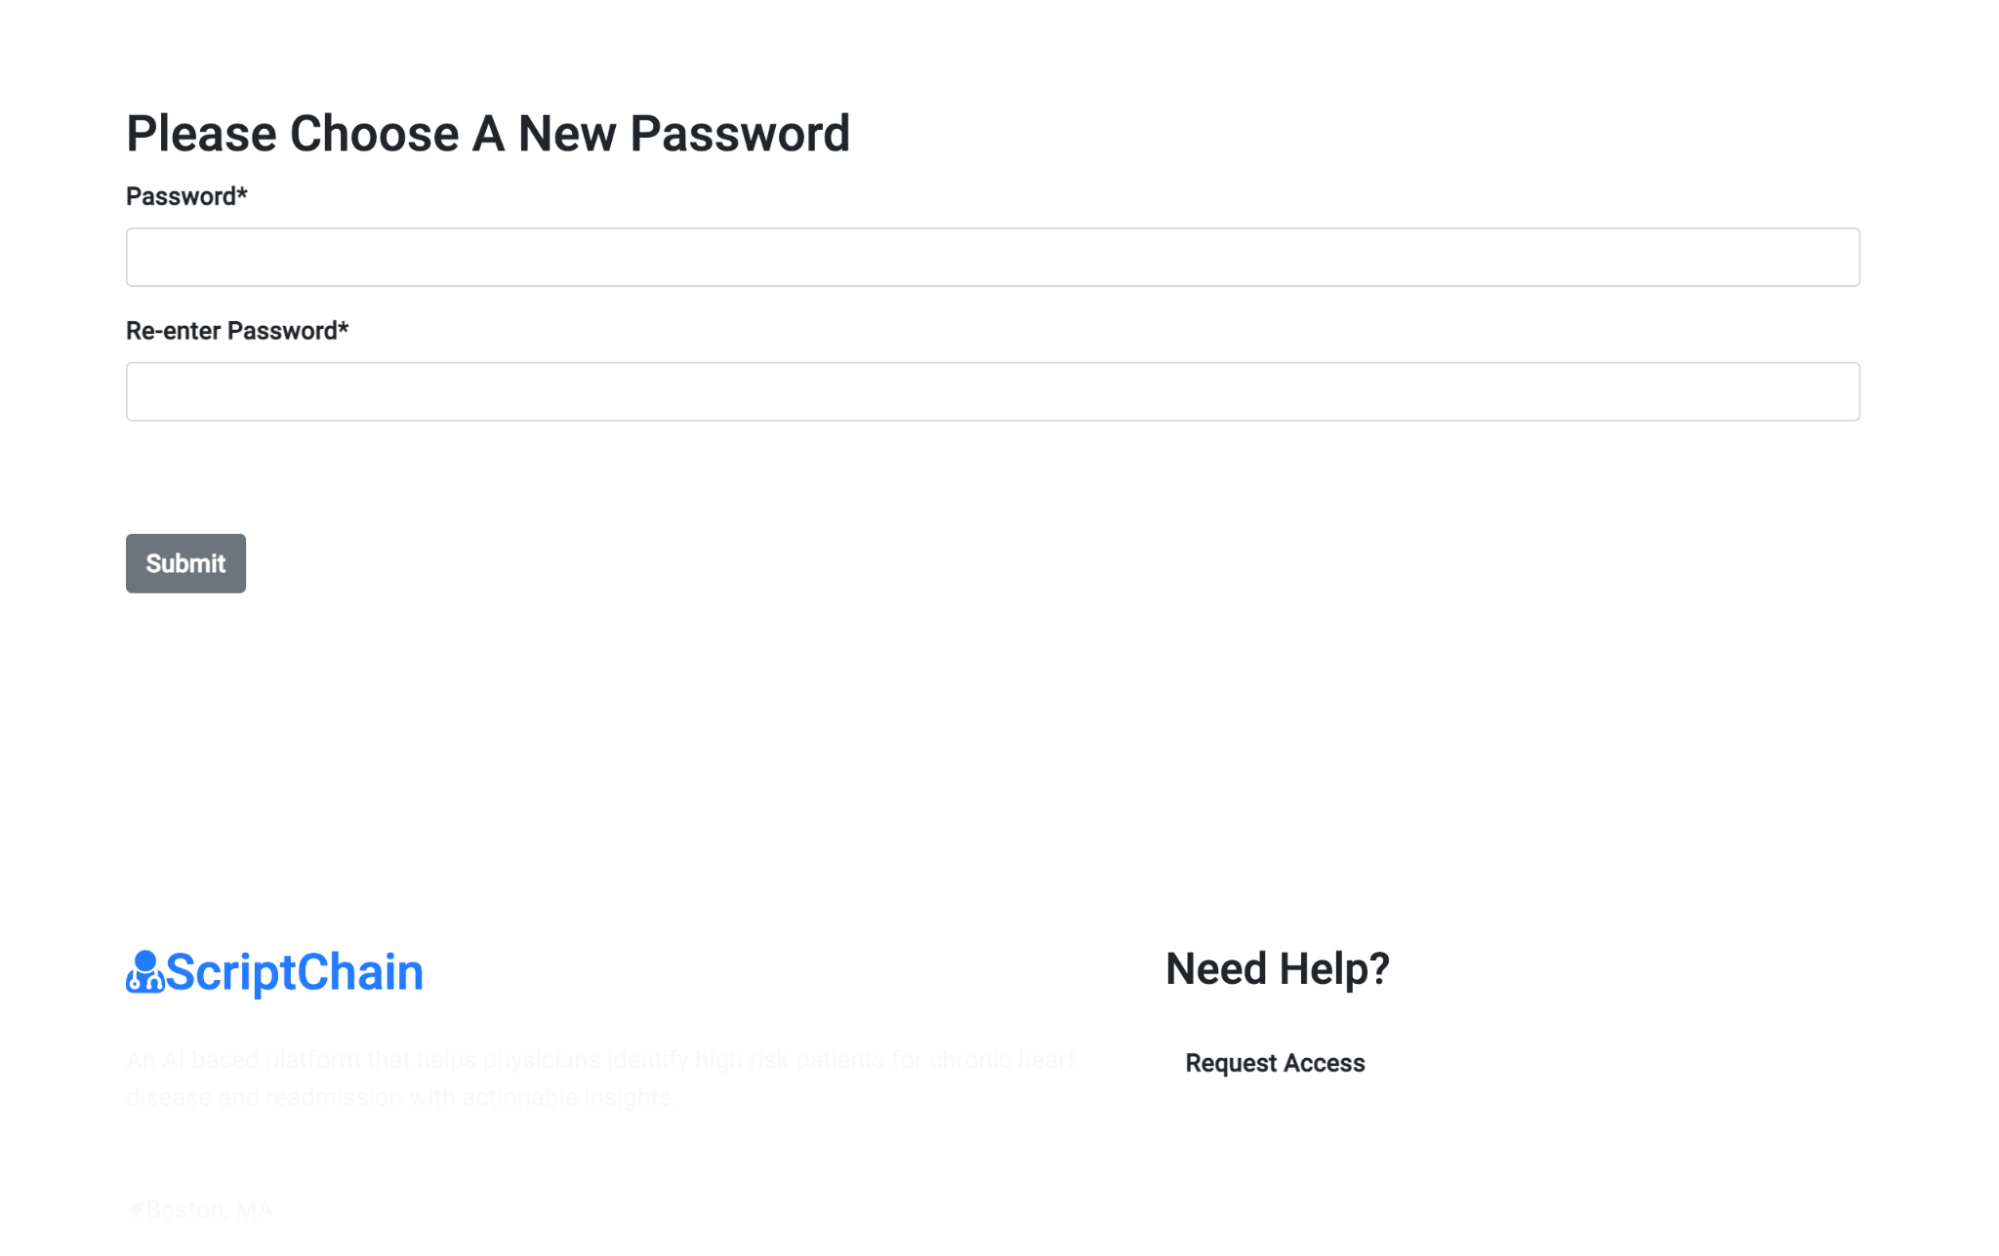 Please Choose A New Password
Password*
Re-enter Password*
Submit
ScriptChain
An AI based platform that helps physicians identify high risk patients for chronic heart
disease and readmission with actionable insights.
Boston, MA
Need Help?
Request Access